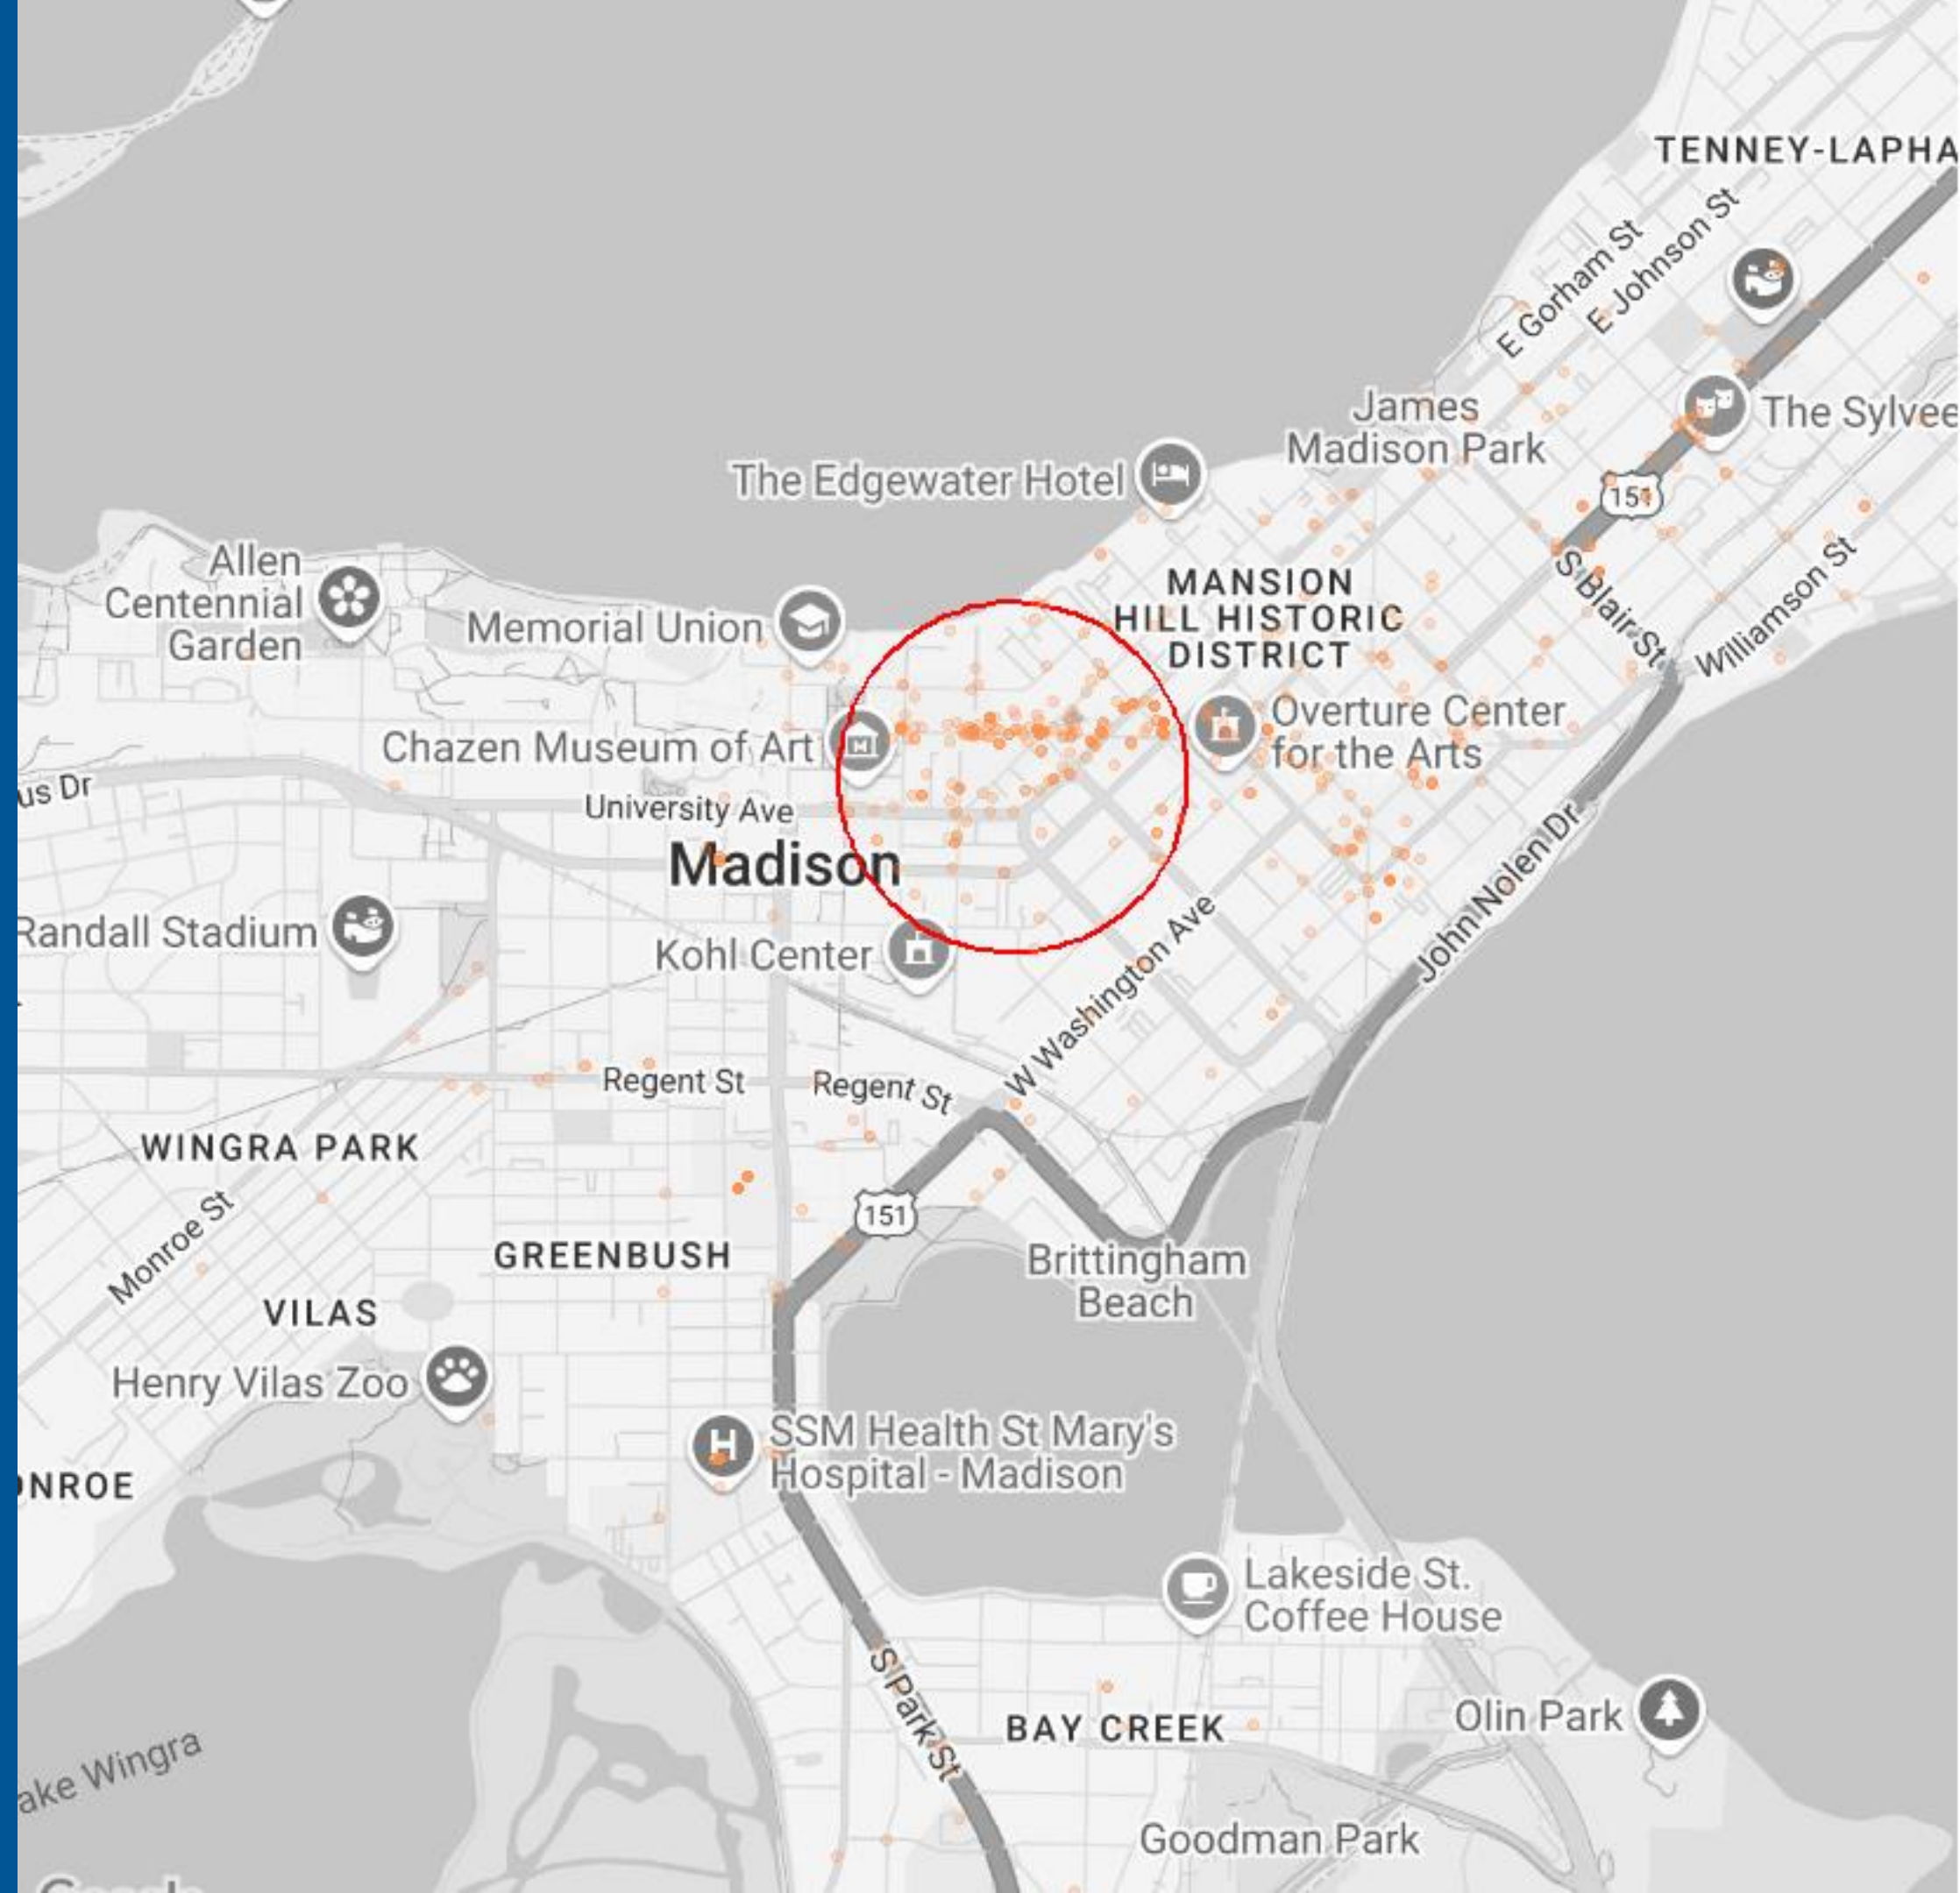 TENNEY-LAPHA
E Gorham St
E Johnson St
James
Madison Park
The Sylvee
The Edgewater Hotel
151
Allen
Centennial
Garden
Memorial Union
MANSION
HILL HISTORIC
DISTRICT
S Blair St
Williamson St
Chazen Museum of Art
Overture Center
for the Arts
us Dr
University Ave
Madison
Randall Stadium
Kohl Center
W Washington Ave
John Nolen Dr
Regent St
Regent St
WINGRA PARK
Monroe St
151
GREENBUSH
Brittingham
Beach
VILAS
Henry Vilas Zoo
H
SSM Health St Mary's
Hospital - Madison
ONROE
Lakeside St.
Coffee House
S Park St
BAY CREEK
Olin Park
ake Wingra
Goodman Park